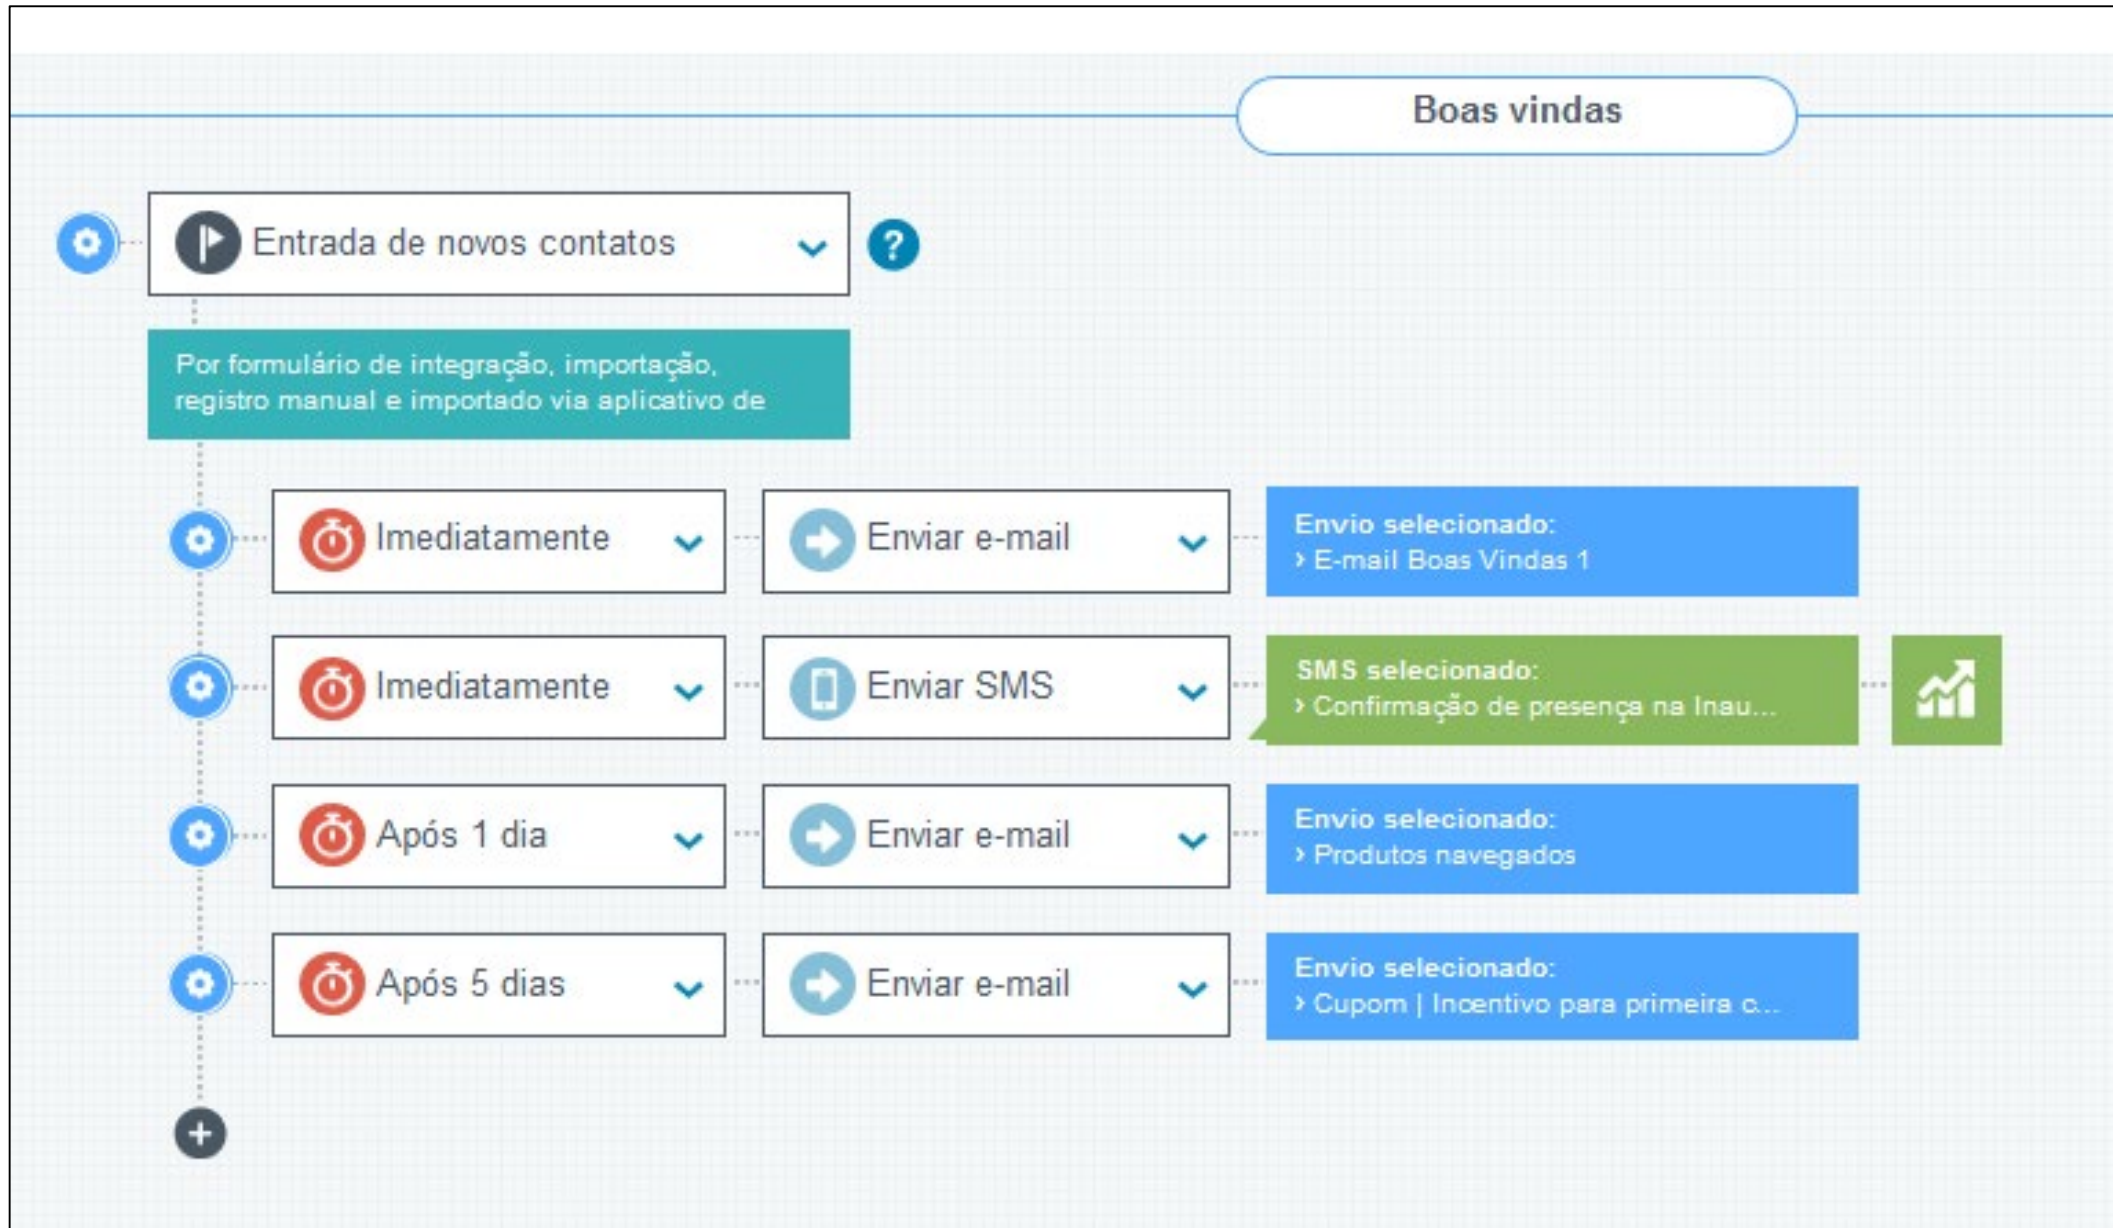 Boas vindas
Entrada de novos contatos
?
Por formulário de integração, importação,
registro manual e importado via aplicativo de
Imediatamente
Enviar e-mail
Envio selecionado:
› E-mail Boas Vindas 1
Imediatamente
Enviar SMS
SMS selecionado:
› Confirmação de presença na Inau...
Após 1 dia
Enviar e-mail
Envio selecionado:
› Produtos navegados
Após 5 dias
Enviar e-mail
Envio selecionado:
› Cupom | Incentivo para primeira c...